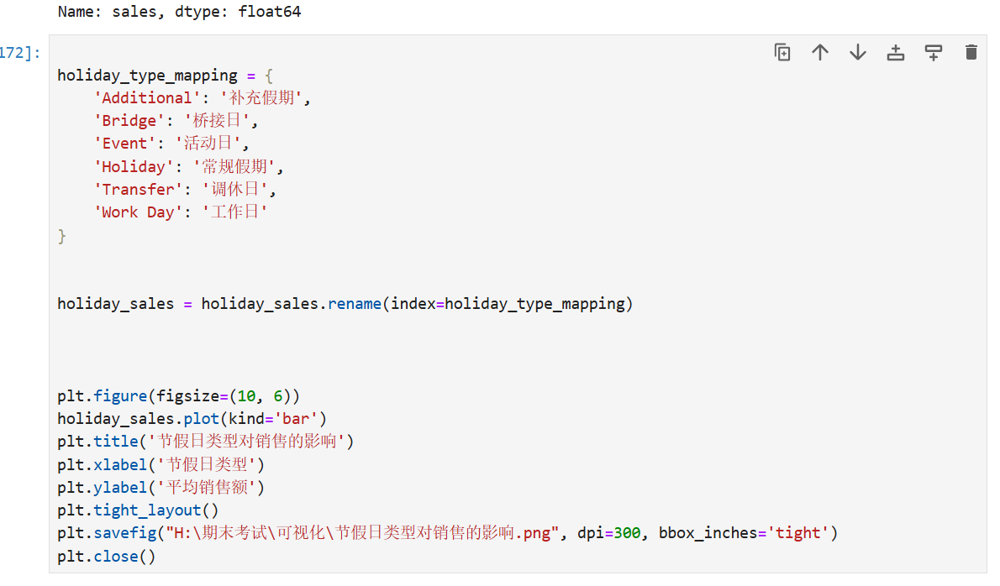 Name: sales, dtype: float64
172]:
holiday_type_mapping = {
    'Additional': '补充假期',
    'Bridge': '桥接日',
    'Event': '活动日',
    'Holiday': '常规假期',
    'Transfer': '调休日',
    'Work Day': '工作日'
}
holiday_sales = holiday_sales.rename(index=holiday_type_mapping)
plt.figure(figsize=(10, 6))
holiday_sales.plot(kind='bar')
plt.title('节假日类型对销售的影响')
plt.xlabel('节假日类型')
plt.ylabel('平均销售额')
plt.tight_layout()
plt.savefig("H:\期末考试\可视化\节假日类型对销售的影响.png", dpi=300, bbox_inches='tight')
plt.close()